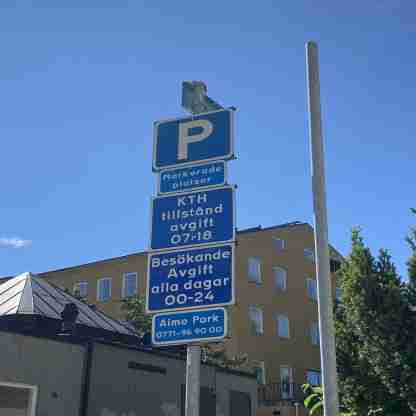 P
Markerade
platser
KTH
tillstånd
avgift
07-18
Besökande
Avgift
alla dagar
00-24
Aimo Park
0771-96 90 00